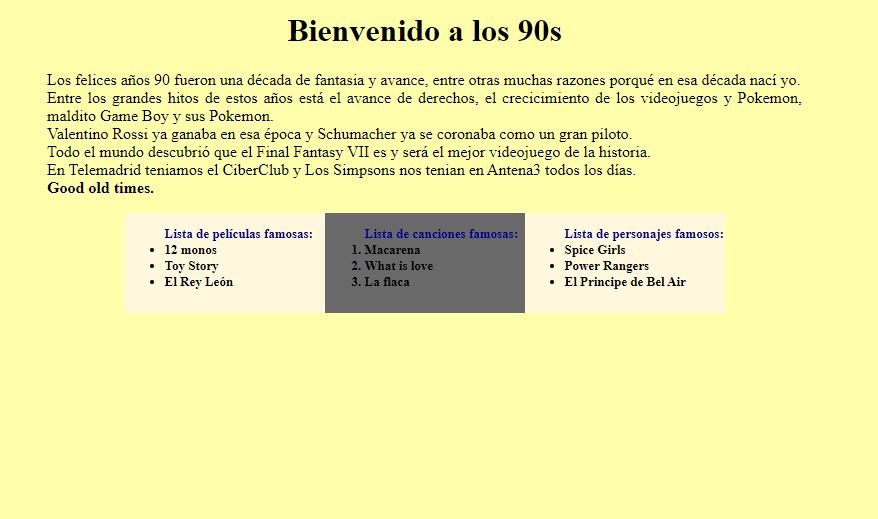 Bienvenido a los 90s
Los felices años 90 fueron una década de fantasia y avance, entre otras muchas razones porqué en esa década nací yo.
Entre los grandes hitos de estos años está el avance de derechos, el crecicimiento de los videojuegos y Pokemon,
maldito Game Boy y sus Pokemon.
Valentino Rossi ya ganaba en esa época y Schumacher ya se coronaba como un gran piloto.
Todo el mundo descubrió que el Final Fantasy VII es y será el mejor videojuego de la historia.
En Telemadrid teniamos el CiberClub y Los Simpsons nos tenian en Antena3 todos los días.
Good old times.
Lista de películas famosas:
• 12 monos
• Toy Story
• El Rey León
Lista de canciones famosas:
1. Macarena
2. What is love
3. La flaca
Lista de personajes famosos:
• Spice Girls
• Power Rangers
• El Principe de Bel Air